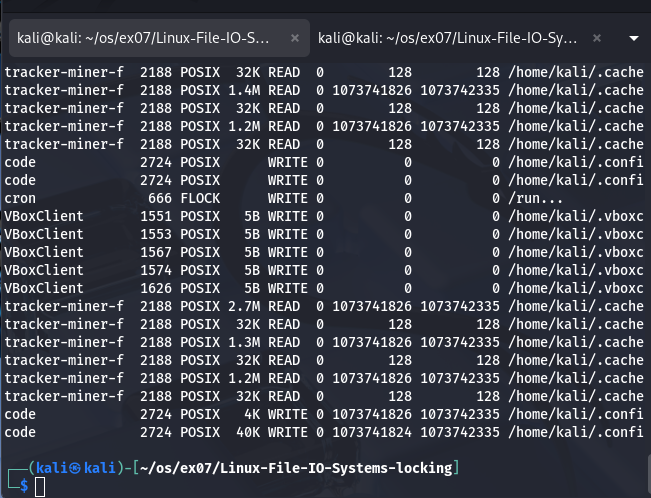 kali@kali: ~/os/ex07/Linux-File-IO-S... × kali@kali: ~/os/ex07/Linux-File-IO-Sy... ×
tracker-miner-f 2188 POSIX 32K READ 0 128 128 /home/kali/.cache
tracker-miner-f 2188 POSIX 1.4M READ 0 1073741826 1073742335 /home/kali/.cache
tracker-miner-f 2188 POSIX 32K READ 0 128 128 /home/kali/.cache
tracker-miner-f 2188 POSIX 1.2M READ 0 1073741826 1073742335 /home/kali/.cache
tracker-miner-f 2188 POSIX 32K READ 0 128 128 /home/kali/.cache
code 2724 POSIX WRITE 0 0 0 /home/kali/.confi
code 2724 POSIX WRITE 0 0 0 /home/kali/.confi
cron 666 FLOCK WRITE 0 0 0 /run...
VBoxClient 1551 POSIX 5B WRITE 0 0 0 /home/kali/.vboxc
VBoxClient 1553 POSIX 5B WRITE 0 0 0 /home/kali/.vboxc
VBoxClient 1567 POSIX 5B WRITE 0 0 0 /home/kali/.vboxc
VBoxClient 1574 POSIX 5B WRITE 0 0 0 /home/kali/.vboxc
VBoxClient 1626 POSIX 5B WRITE 0 0 0 /home/kali/.vboxc
tracker-miner-f 2188 POSIX 2.7M READ 0 1073741826 1073742335 /home/kali/.cache
tracker-miner-f 2188 POSIX 32K READ 0 128 128 /home/kali/.cache
tracker-miner-f 2188 POSIX 1.3M READ 0 1073741826 1073742335 /home/kali/.cache
tracker-miner-f 2188 POSIX 32K READ 0 128 128 /home/kali/.cache
tracker-miner-f 2188 POSIX 1.2M READ 0 1073741826 1073742335 /home/kali/.cache
tracker-miner-f 2188 POSIX 32K READ 0 128 128 /home/kali/.cache
code 2724 POSIX 4K WRITE 0 1073741826 1073742335 /home/kali/.confi
code 2724 POSIX 40K WRITE 0 1073741824 1073742335 /home/kali/.confi
┌──(kali㉿kali)-[~/os/ex07/Linux-File-IO-Systems-locking]
└─$